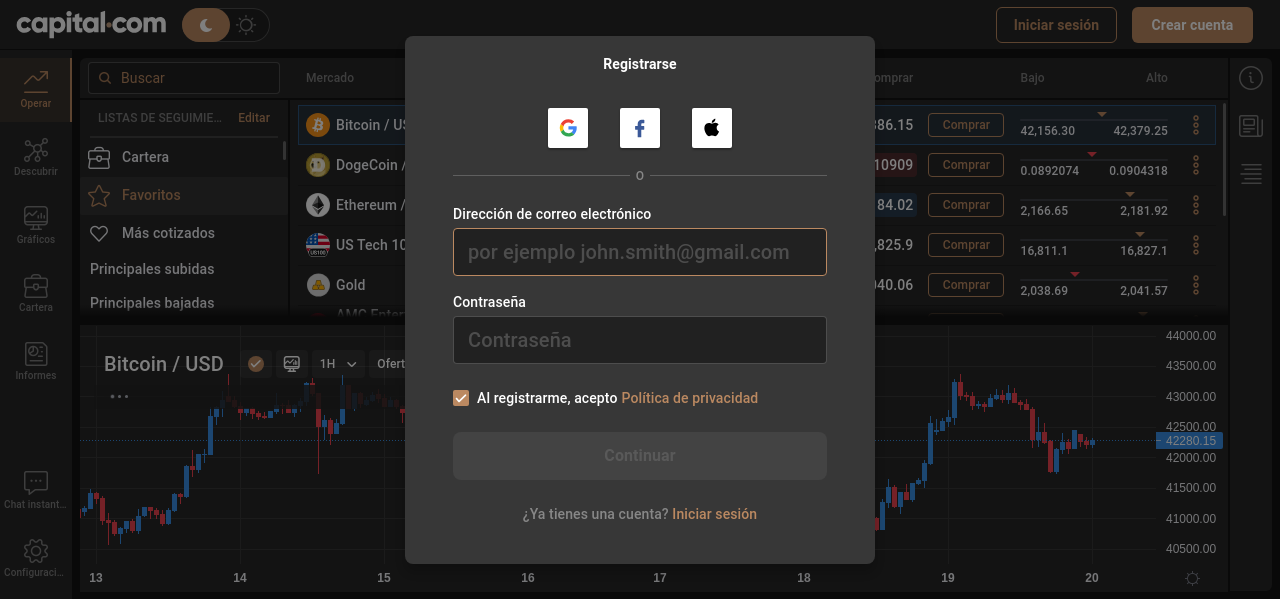 capital.com
Iniciar sesión
Crear cuenta
Registrarse
Operar
Descubrir
Gráficos
Cartera
Informes
Chat instant...
Configuraci...
Buscar
LISTAS DE SEGUIMIE...
Editar
Cartera
Favoritos
Más cotizados
Principales subidas
Principales bajadas
Mercado
Bajo
Alto
Bitcoin / US
86.15
Comprar
42,156.30
42,379.25
DogeCoin /
10909
Comprar
0.0892074
0.0904318
Ethereum /
84.02
Comprar
2,166.65
2,181.92
US100
US Tech 10
,825.9
Comprar
16,811.1
16,827.1
Gold
040.06
Comprar
2,038.69
2,041.57
O
Dirección de correo electrónico
por ejemplo john.smith@gmail.com
Contraseña
Contraseña
Al registrarme, acepto Política de privacidad
Continuar
¿Ya tienes una cuenta? Iniciar sesión
Bitcoin / USD
1H
Ofert
44000.00
43500.00
43000.00
42500.00
42280.15
42000.00
41500.00
41000.00
40500.00
13
14
15
16
17
18
19
20